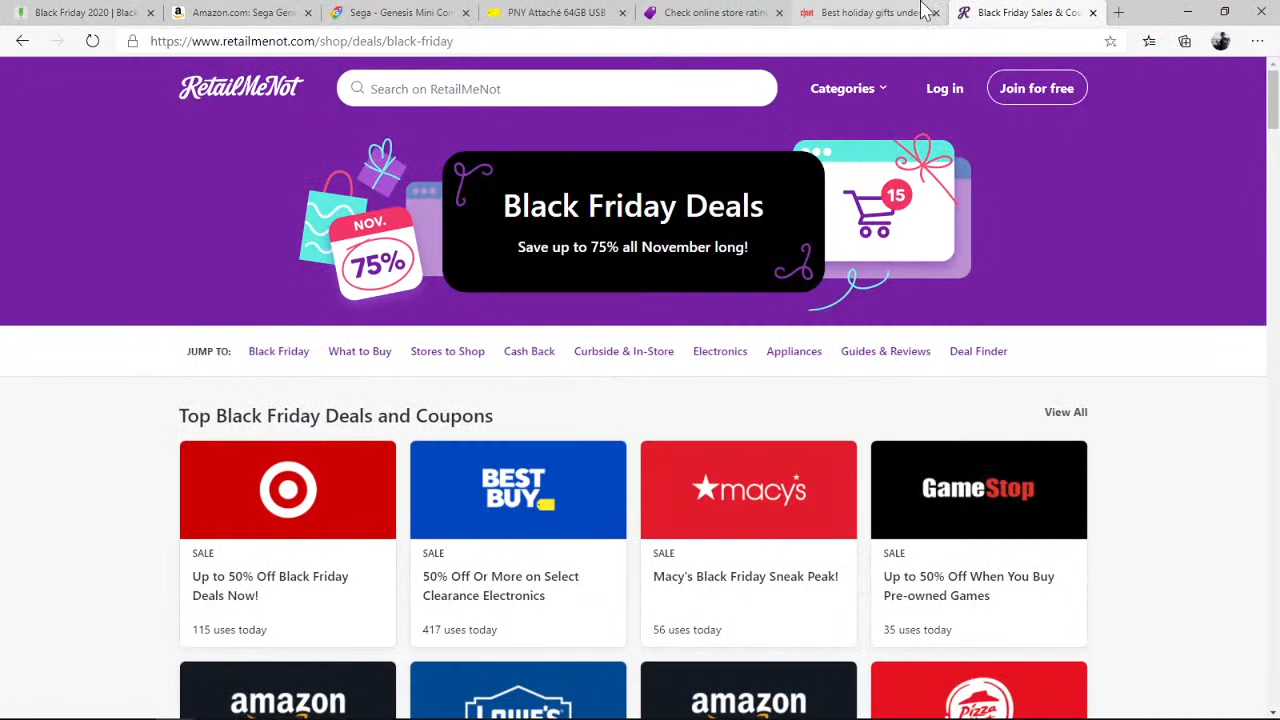 Black Friday 2020 |
Amazon.com: Sega Gen
Sega - Genesis Mini Con
PNY Attaché 64GB USB
Check online store ratin
cnet
Best holiday gifts unde
Black Friday Sales & Cou
https://www.retailmenot.com/shop/deals/black-friday
RetailMeNot
Search on RetailMeNot
Categories
Log in
Join for free
NOV.
75%
Black Friday Deals
Save up to 75% all November long!
15
JUMP TO:
Black Friday
What to Buy
Stores to Shop
Cash Back
Curbside & In-Store
Electronics
Appliances
Guides & Reviews
Deal Finder
Top Black Friday Deals and Coupons
View All
SALE
Up to 50% Off Black Friday
Deals Now!
115 uses today
BEST
BUY
SALE
50% Off Or More on Select
Clearance Electronics
417 uses today
macy's
SALE
Macy's Black Friday Sneak Peak!
56 uses today
GameStop
SALE
Up to 50% Off When You Buy
Pre-owned Games
35 uses today
amazon
LOWE'S
amazon
Pizza